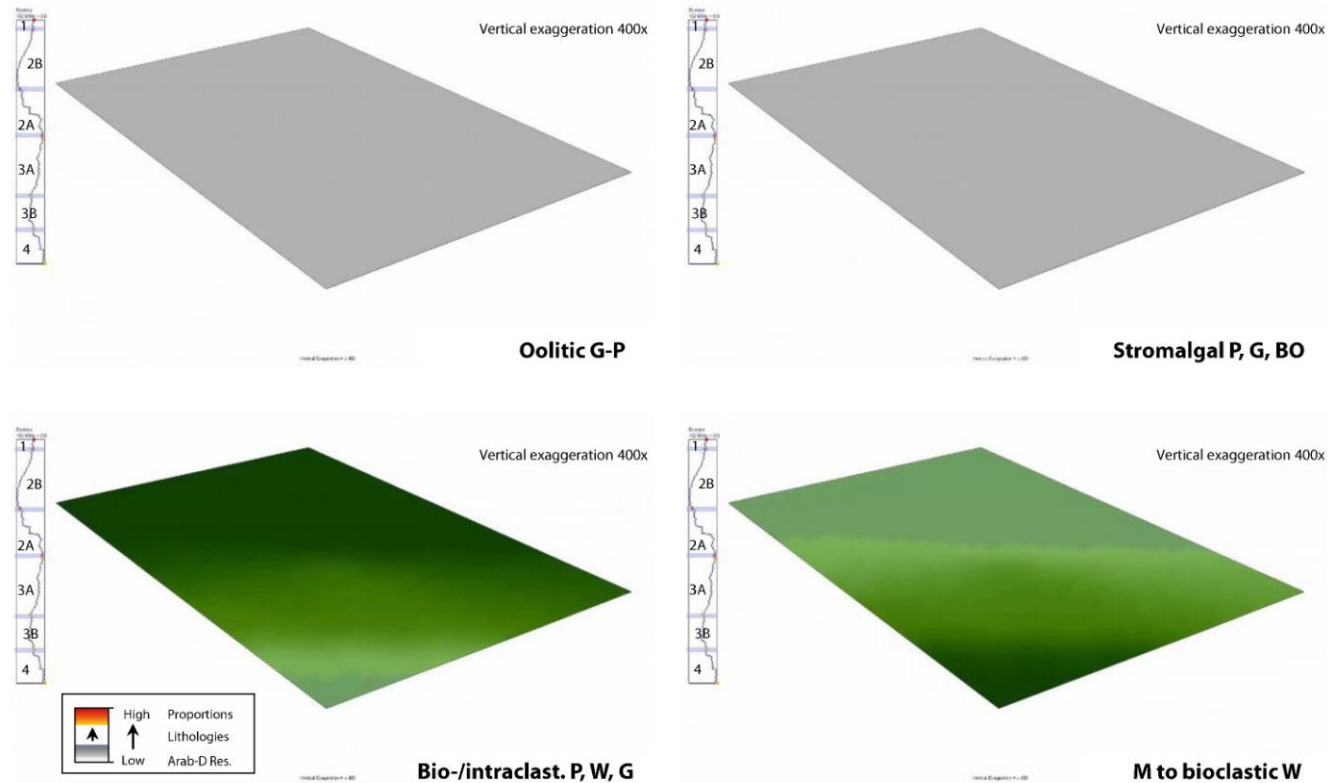 1
2B
2A
3A
3B
4
Vertical exaggeration 400x
Oolitic G-P
1
2B
2A
3A
3B
4
Vertical exaggeration 400x
Stromalgal P, G, BO
1
2B
2A
3A
3B
4
Vertical exaggeration 400x
High Proportions
Lithologies
Low Arab-D Res.
Bio-/intraclast. P, W, G
1
2B
2A
3A
3B
4
Vertical exaggeration 400x
M to bioclastic W